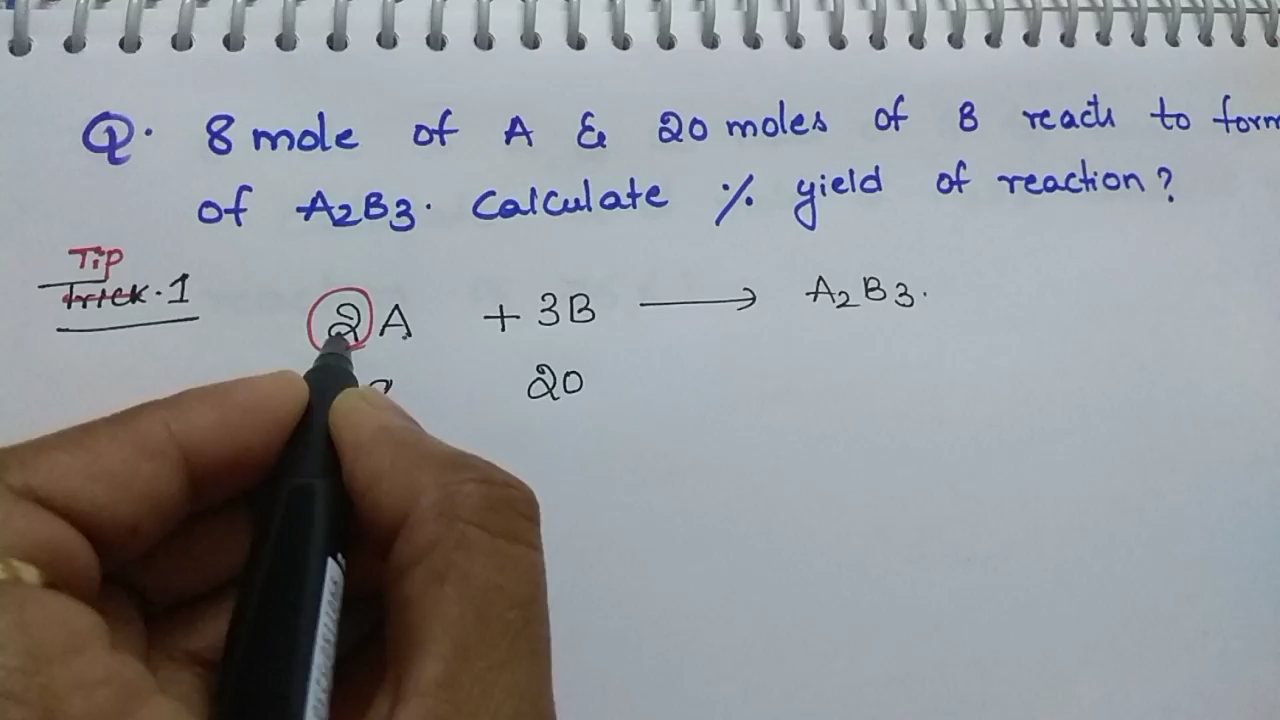 Q. 8 mole of A & 20 moles of B reacts to form
of A2B3. Calculate % yield of reaction?
Tip
Trick.1
2A + 3B ⟶ A2B3.
20